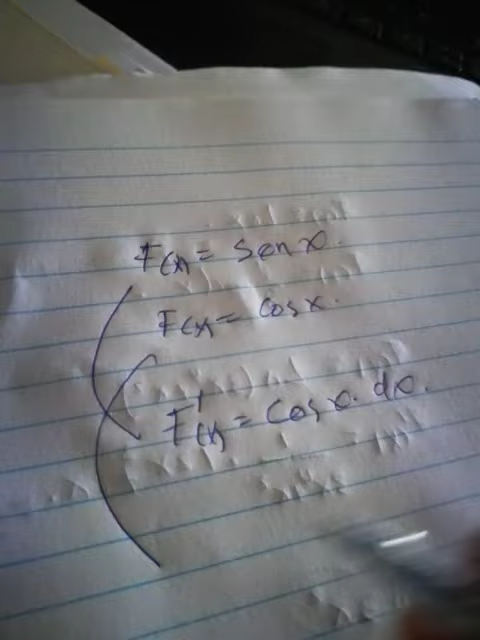 F(x) = sen x.
F(x) = cos x.
F'(x) = cos x. dx.